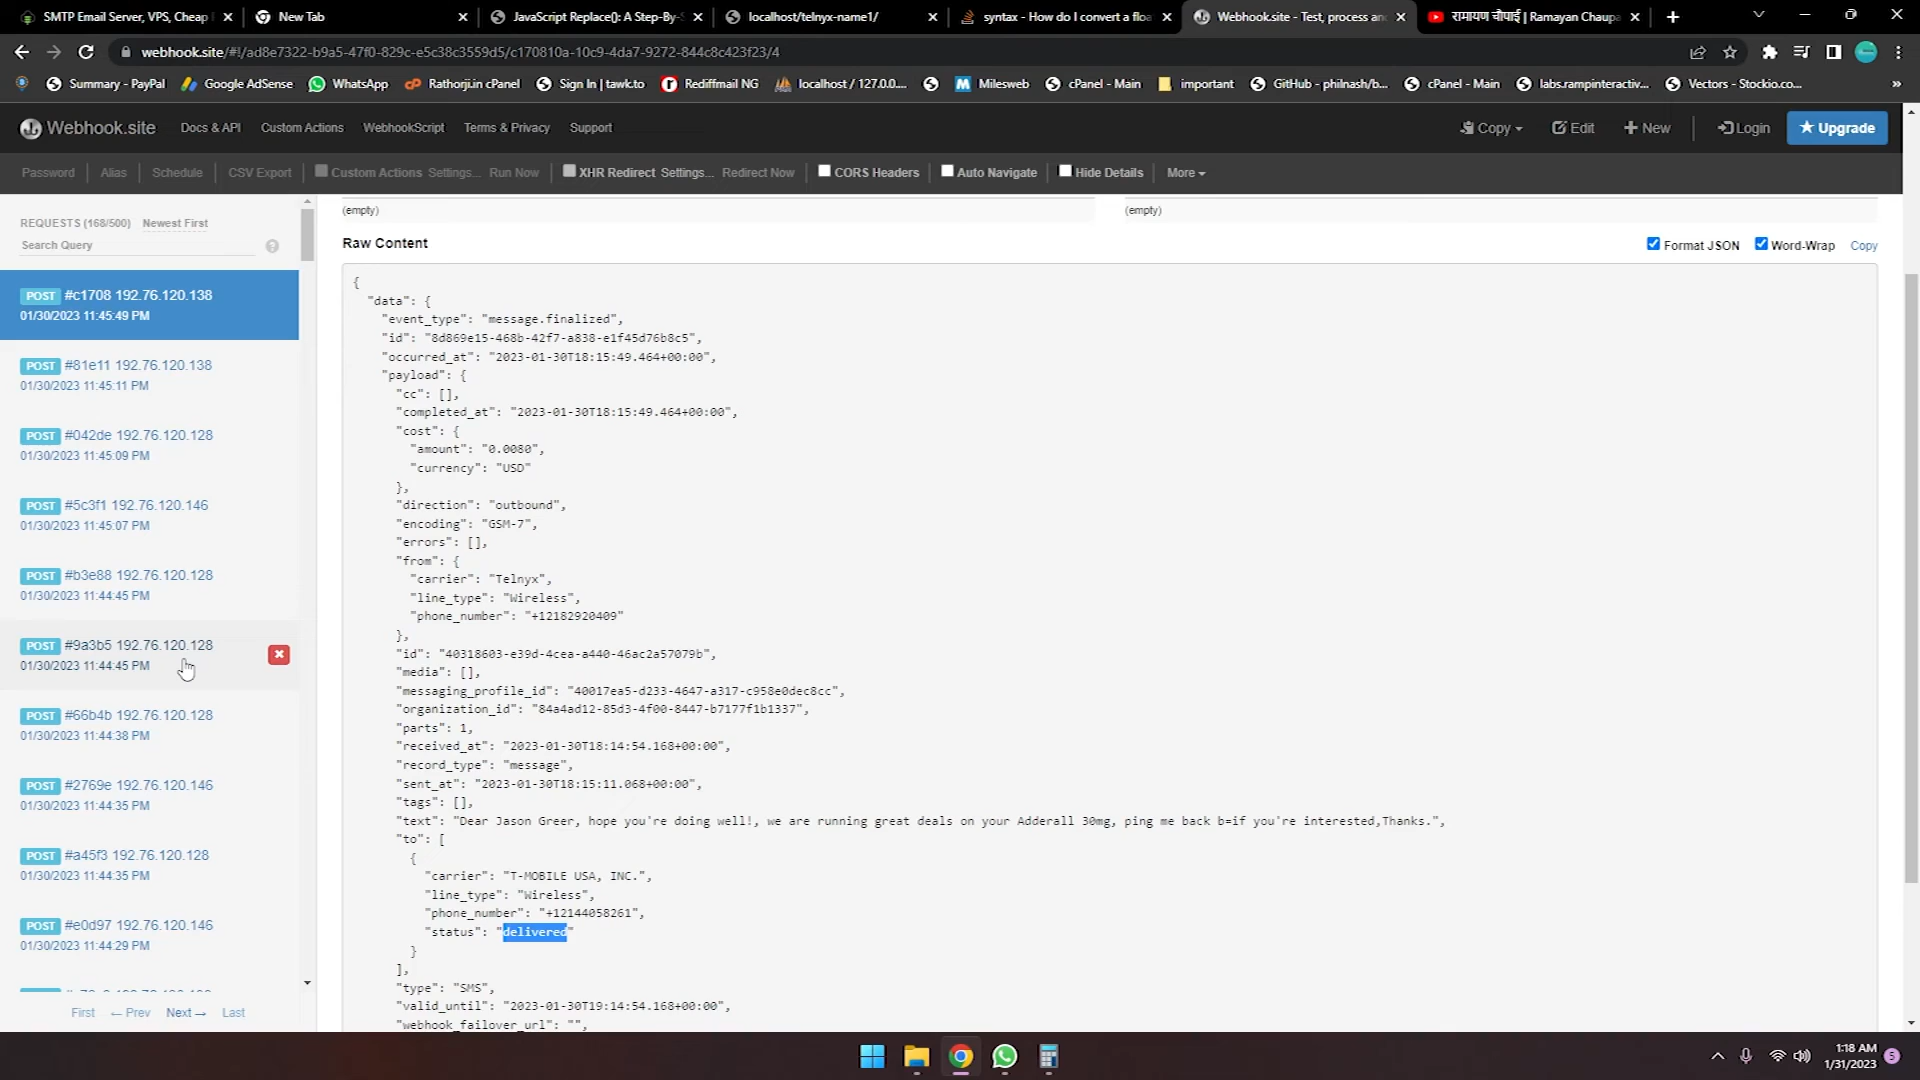 SMTP Email Server, VPS, Cheap
New Tab
JavaScript Replace(): A Step-By-S
localhost/telnyx-name1/
syntax - How do I convert a floa
Webhook.site - Test, process an
रामायण चौपाई | Ramayan Chaupa
webhook.site/#!/ad8e7322-b9a5-47f0-829c-e5c38c3559d5/c170810a-10c9-4da7-9272-844c8c423f23/4
Summary - PayPal
Google AdSense
WhatsApp
Rathorji.in cPanel
Sign In | tawk.to
Rediffmail NG
localhost / 127.0.0....
Milesweb
cPanel - Main
important
GitHub - philnash/b...
cPanel - Main
labs.rampinteractiv...
Vectors - Stockio.co...
Webhook.site
Docs & API
Custom Actions
WebhookScript
Terms & Privacy
Support
Copy
Edit
New
Login
Upgrade
Password
Alias
Schedule
CSV Export
Custom Actions
Settings...
Run Now
XHR Redirect
Settings...
Redirect Now
CORS Headers
Auto Navigate
Hide Details
More
REQUESTS (168/500) Newest First
Search Query
POST #c1708 192.76.120.138
01/30/2023 11:45:49 PM
POST #81e11 192.76.120.138
01/30/2023 11:45:11 PM
POST #042de 192.76.120.128
01/30/2023 11:45:09 PM
POST #5c3f1 192.76.120.146
01/30/2023 11:45:07 PM
POST #b3e88 192.76.120.128
01/30/2023 11:44:45 PM
POST #9a3b5 192.76.120.128
01/30/2023 11:44:45 PM
POST #66b4b 192.76.120.128
01/30/2023 11:44:38 PM
POST #2769e 192.76.120.146
01/30/2023 11:44:35 PM
POST #a45f3 192.76.120.128
01/30/2023 11:44:35 PM
POST #e0d97 192.76.120.146
01/30/2023 11:44:29 PM
First ← Prev Next → Last
(empty)
(empty)
Raw Content
Format JSON
Word-Wrap
Copy
{
"data": {
"event_type": "message.finalized",
"id": "8d869e15-468b-42f7-a838-e1f45d76b8c5",
"occurred_at": "2023-01-30T18:15:49.464+00:00",
"payload": {
"cc": [],
"completed_at": "2023-01-30T18:15:49.464+00:00",
"cost": {
"amount": "0.0080",
"currency": "USD"
},
"direction": "outbound",
"encoding": "GSM-7",
"errors": [],
"from": {
"carrier": "Telnyx",
"line_type": "Wireless",
"phone_number": "+12182920409"
},
"id": "40318603-e39d-4cea-a440-46ac2a57079b",
"media": [],
"messaging_profile_id": "40017ea5-d233-4647-a317-c958e0dec8cc",
"organization_id": "84a4ad12-85d3-4f00-8447-b7177f1b1337",
"parts": 1,
"received_at": "2023-01-30T18:14:54.168+00:00",
"record_type": "message",
"sent_at": "2023-01-30T18:15:11.068+00:00",
"tags": [],
"text": "Dear Jason Greer, hope you're doing well!, we are running great deals on your Adderall 30mg, ping me back b=if you're interested,Thanks.",
"to": [
{
"carrier": "T-MOBILE USA, INC.",
"line_type": "Wireless",
"phone_number": "+12144058261",
"status": "delivered"
}
],
"type": "SMS",
"valid_until": "2023-01-30T19:14:54.168+00:00",
"webhook_failover_url": "",
1:18 AM
1/31/2023
5